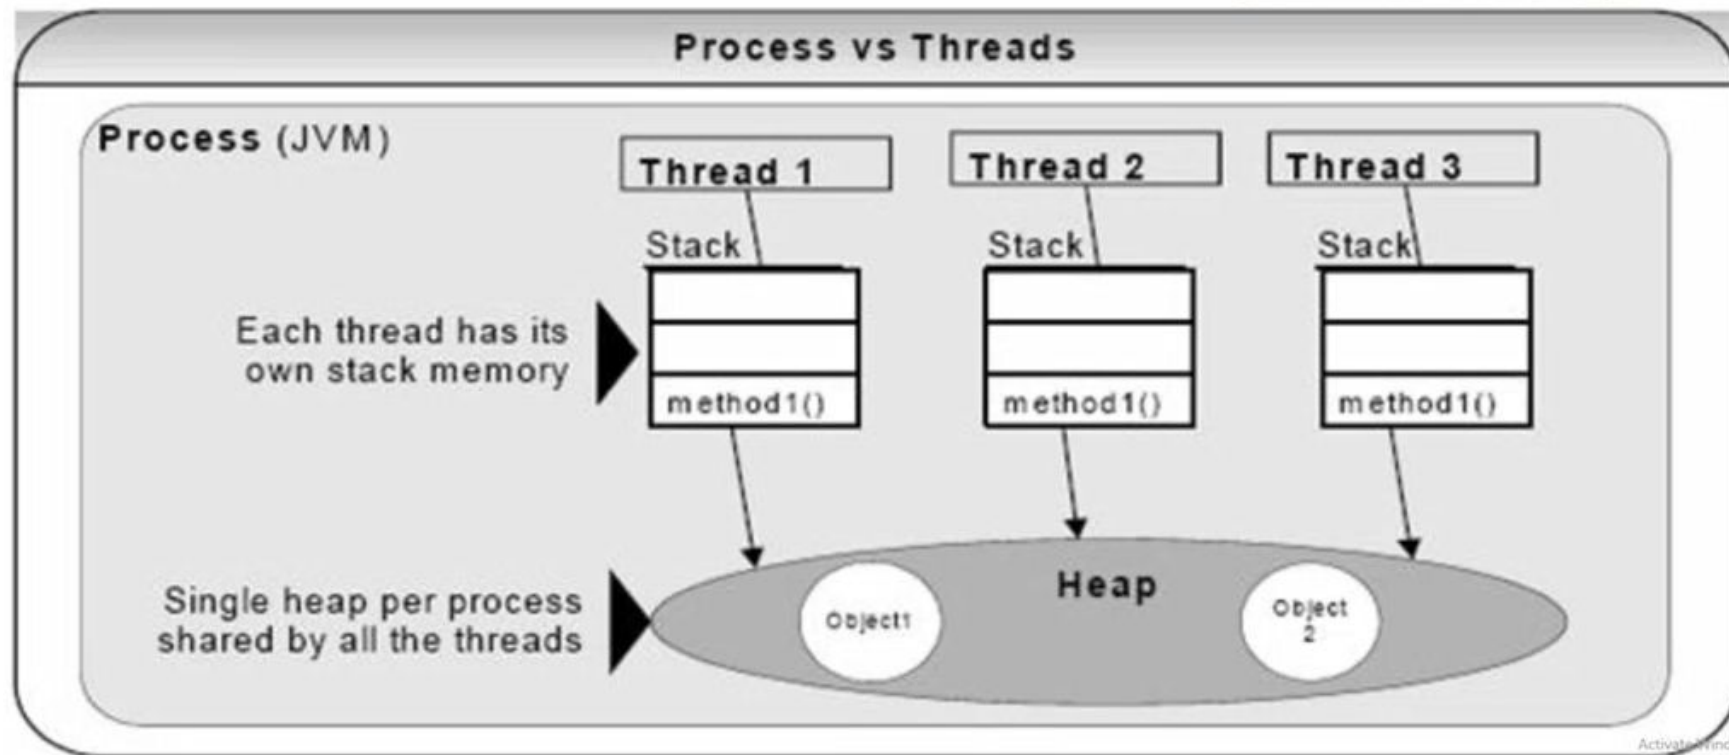 Process vs Threads
Process (JVM)
Thread 1
Thread 2
Thread 3
Stack
Stack
Stack
Each thread has its
own stack memory
method1()
method1()
method1()
Single heap per process
shared by all the threads
Heap
Object1
Object
2
Activate